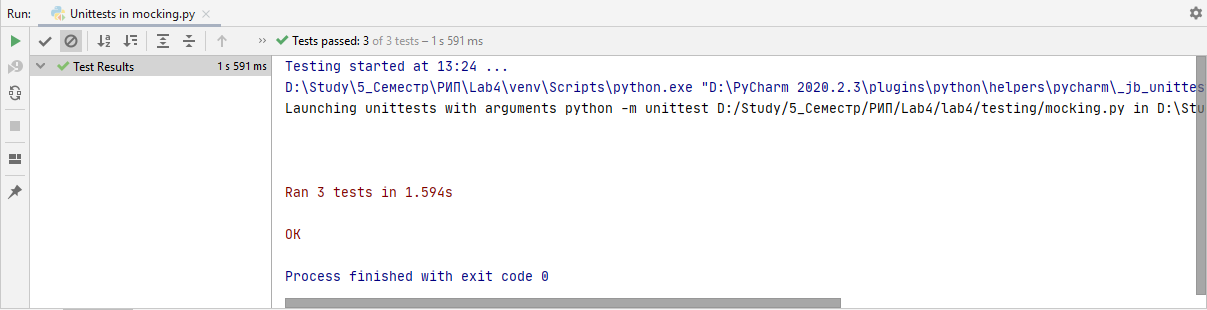 Run: Unittests in mocking.py
Tests passed: 3 of 3 tests – 1 s 591 ms
Test Results 1 s 591 ms
Testing started at 13:24 ...
D:\Study\5_Семестр\РИП\Lab4\venv\Scripts\python.exe "D:\PyCharm 2020.2.3\plugins\python\helpers\pycharm\_jb_unittes
Launching unittests with arguments python -m unittest D:/Study/5_Семестр/РИП/Lab4/lab4/testing/mocking.py in D:\Stu
Ran 3 tests in 1.594s
OK
Process finished with exit code 0